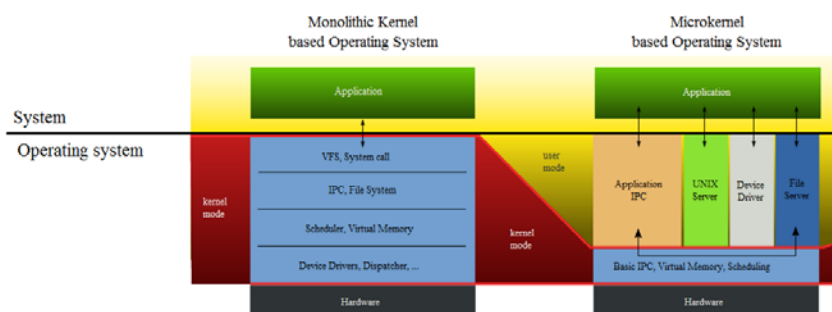 Monolithic Kernel
based Operating System
Microkernel
based Operating System
Application
Application
System
Operating system
VFS, System call
IPC, File System
Scheduler, Virtual Memory
Device Drivers, Dispatcher, ...
Hardware
kernel
mode
user
mode
kernel
mode
Application
IPC
UNIX
Server
Device
Driver
File
Server
Basic IPC, Virtual Memory, Scheduling
Hardware